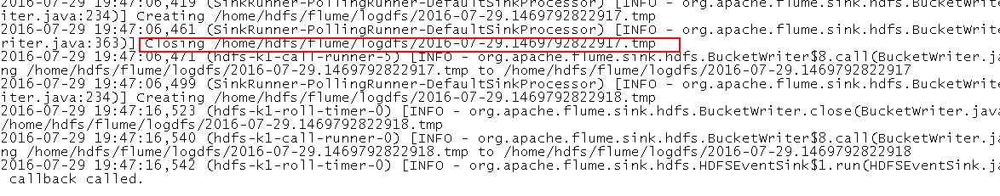 2016-07-29 19:47:06,419 (SinkRunner-PollingRunner-DefaultSinkProcessor) [INFO - org.apache.flume.sink.hdfs.BucketWr
iter.java:234)] Creating /home/hdfs/flume/logdfs/2016-07-29.1469792822917.tmp
2016-07-29 19:47:06,461 (SinkRunner-PollingRunner-DefaultSinkProcessor) [INFO - org.apache.flume.sink.hdfs.BucketWr
riter.java:363)] Closing /home/hdfs/flume/logdfs/2016-07-29.1469792822917.tmp
2016-07-29 19:47:06,471 (hdfs-k1-call-runner-5) [INFO - org.apache.flume.sink.hdfs.BucketWriter$8.call(BucketWriter.ja
ng /home/hdfs/flume/logdfs/2016-07-29.1469792822917.tmp to /home/hdfs/flume/logdfs/2016-07-29.1469792822917
2016-07-29 19:47:06,499 (SinkRunner-PollingRunner-DefaultSinkProcessor) [INFO - org.apache.flume.sink.hdfs.BucketWr
iter.java:234)] Creating /home/hdfs/flume/logdfs/2016-07-29.1469792822918.tmp
2016-07-29 19:47:16,523 (hdfs-k1-roll-timer-0) [INFO - org.apache.flume.sink.hdfs.BucketWriter.close(BucketWriter.java
/home/hdfs/flume/logdfs/2016-07-29.1469792822918.tmp
2016-07-29 19:47:16,540 (hdfs-k1-call-runner-0) [INFO - org.apache.flume.sink.hdfs.BucketWriter$8.call(BucketWriter.ja
ng /home/hdfs/flume/logdfs/2016-07-29.1469792822918.tmp to /home/hdfs/flume/logdfs/2016-07-29.1469792822918
2016-07-29 19:47:16,542 (hdfs-k1-roll-timer-0) [INFO - org.apache.flume.sink.hdfs.HDFSEventSink$1.run(HDFSEventSink.ja
callback called.